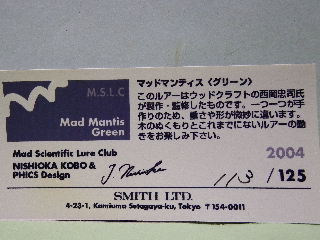 M.S.L.C
Mad Mantis
Green
マッドマンティス〈グリーン〉
このルアーはウッドクラフトの西岡忠司氏
が製作・監修したものです。一つ一つが手
作りのため、重さや形が微妙に違います。
木のぬくもりとこれまでにないルアーの動
きをお楽しみ下さい。
2004
Mad Scientific Lure Club
NISHIOKA KOBO &
PHICS Design
113 /125
SMITH LTD.
4-23-1, Kamiuma Setagaya-ku, Tokyo 〒154-0011